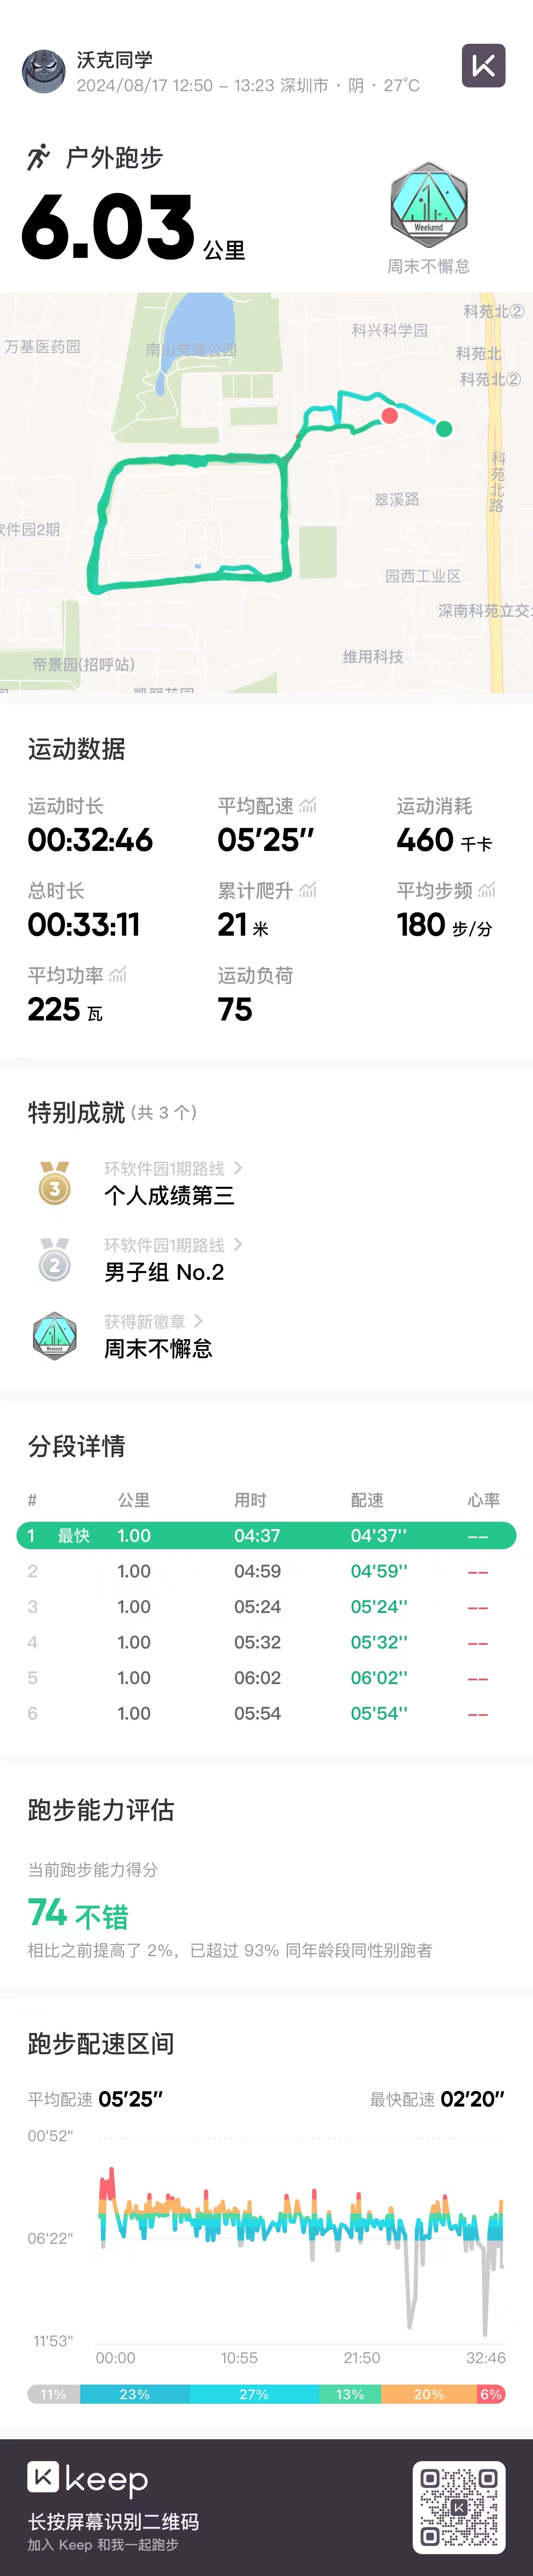 沃克同学
2024/08/17 12:50 - 13:23 深圳市 · 阴 · 27°C
户外跑步
6.03 公里
Weekend
周末不懈怠
科苑北②
万基医药园
南山党建公园
科兴科学园
科苑北
科苑北②
科苑北路
翠溪路
软件园2期
园西工业区
深南科苑立交
帝景园(招呼站)
维用科技
运动数据
运动时长 平均配速 运动消耗
00:32:46 05'25" 460 千卡
总时长 累计爬升 平均步频
00:33:11 21 米 180 步/分
平均功率 运动负荷
225 瓦 75
特别成就 (共 3 个)
3
环软件园1期路线 >
个人成绩第三
2
环软件园1期路线 >
男子组 No.2
Weekend
获得新徽章 >
周末不懈怠
分段详情
# 公里 用时 配速 心率
1 最快 1.00 04:37 04'37'' --
2 1.00 04:59 04'59'' --
3 1.00 05:24 05'24'' --
4 1.00 05:32 05'32'' --
5 1.00 06:02 06'02'' --
6 1.00 05:54 05'54'' --
跑步能力评估
当前跑步能力得分
74 不错
相比之前提高了 2%，已超过 93% 同年龄段同性别跑者
跑步配速区间
平均配速 05'25" 最快配速 02'20"
00'52"
06'22"
11'53"
00:00 10:55 21:50 32:46
11% 23% 27% 13% 20% 6%
keep
长按屏幕识别二维码
加入 Keep 和我一起跑步